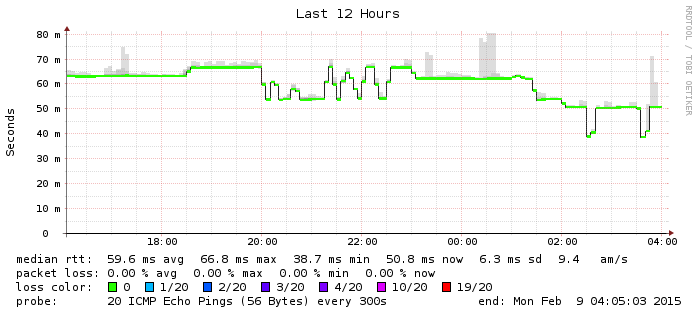 Last 12 Hours
RRDTOOL / TOBI OETIKER
Seconds
80 m
70 m
60 m
50 m
40 m
30 m
20 m
10 m
0
18:00 20:00 22:00 00:00 02:00 04:00
median rtt: 59.6 ms avg 66.8 ms max 38.7 ms min 50.8 ms now 6.3 ms sd 9.4 am/s
packet loss: 0.00 % avg 0.00 % max 0.00 % min 0.00 % now
loss color: 0 1/20 2/20 3/20 4/20 10/20 19/20
probe: 20 ICMP Echo Pings (56 Bytes) every 300s end: Mon Feb 9 04:05:03 2015